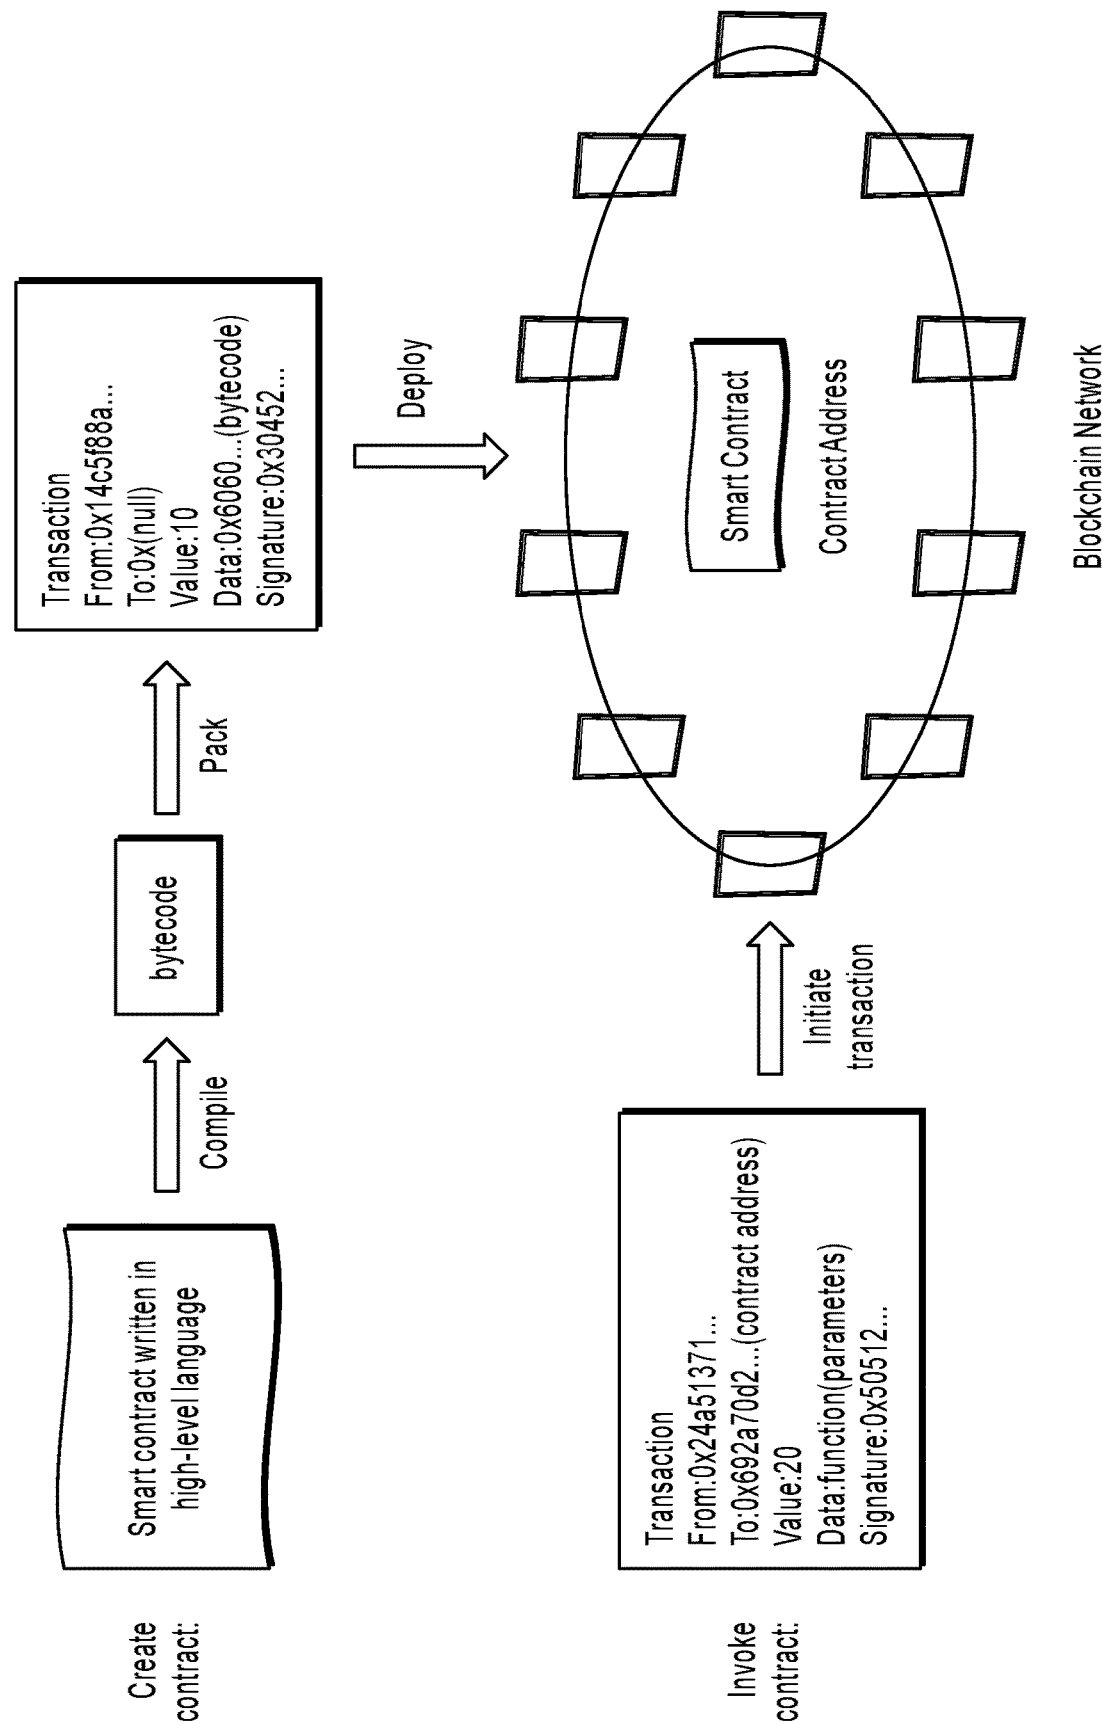 Create
contract:
Smart contract written in
high-level language
Compile
bytecode
Pack
Transaction
From:0x14c5f88a...
To:0x(null)
Value:10
Data:0x6060...(bytecode)
Signature:0x30452...
Deploy
Invoke
contract:
Transaction
From:0x24a51371...
To:0x692a70d2...(contract address)
Value:20
Data:function(parameters)
Signature:0x50512...
Initiate
transaction
Smart Contract
Contract Address
Blockchain Network